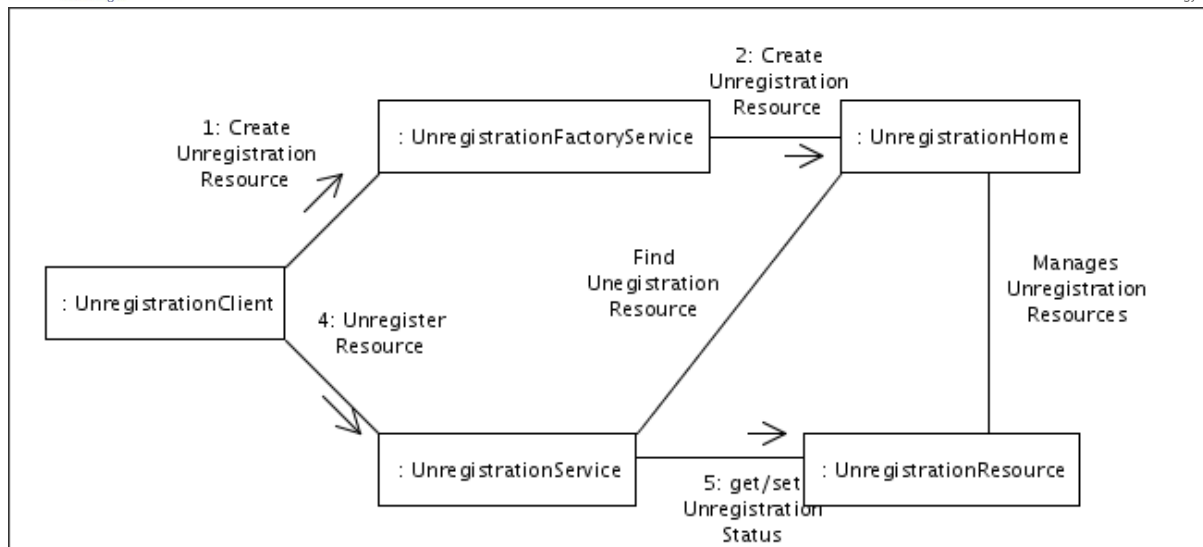 2: Create
Unregistration
Resource
1: Create
Unregistration
Resource
: UnregistrationFactoryService
: UnregistrationHome
Find
Unegistration
Resource
Manages
Unregistration
Resources
: UnregistrationClient
4: Unregister
Resource
: UnregistrationService
: UnregistrationResource
5: get/set
Unregistration
Status